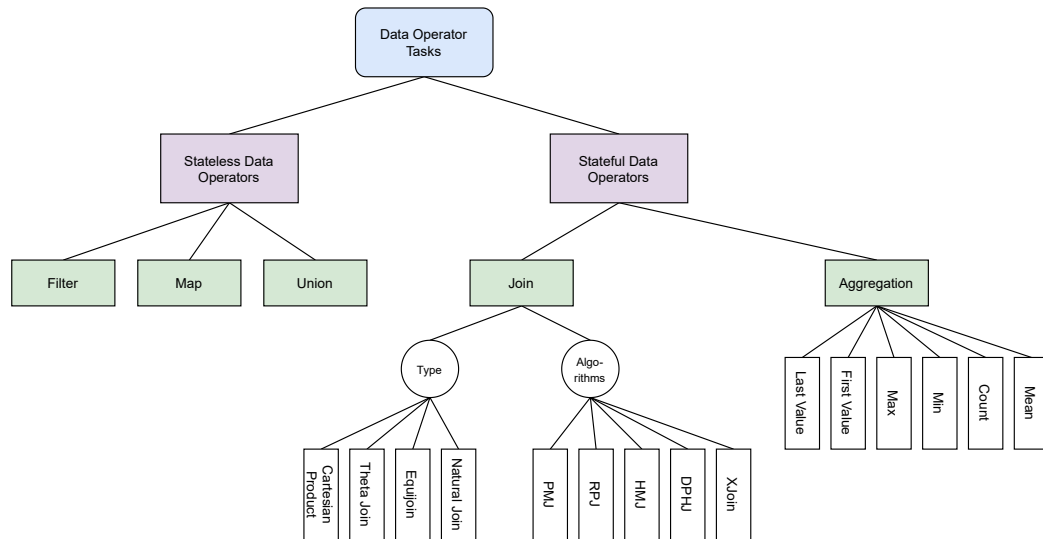 Data Operator
Tasks
Stateless Data
Operators
Stateful Data
Operators
Filter
Map
Union
Join
Aggregation
Type
Algo-
rithms
Last Value
First Value
Max
Min
Count
Mean
Cartesian
Product
Theta Join
Equijoin
Natural Join
PMJ
RPJ
HMJ
DPHJ
XJoin